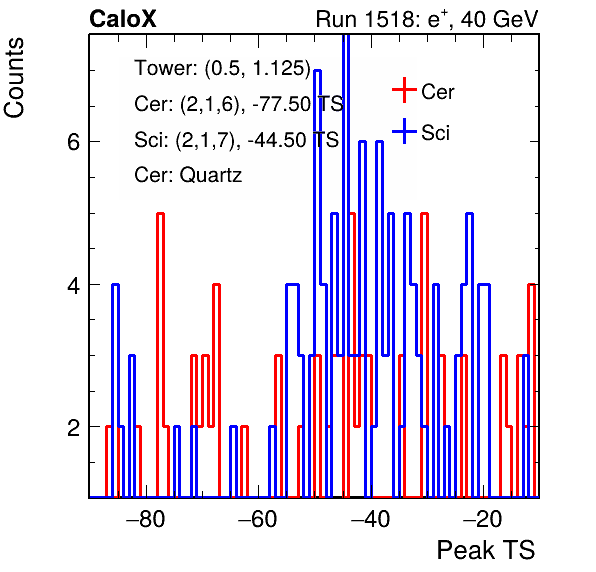 CaloX Run 1518: e⁺, 40 GeV
Counts
Tower: (0.5, 1.125)
Cer: (2,1,6), -77.50 TS
Sci: (2,1,7), -44.50 TS
Cer: Quartz
Cer
Sci
6
4
2
−80 −60 −40 −20
Peak TS